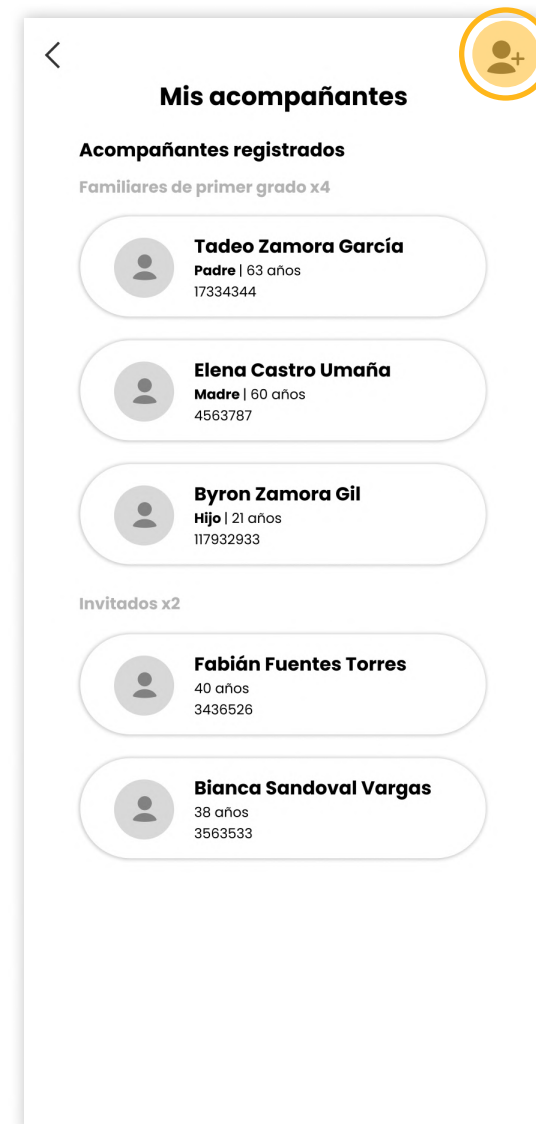 Mis acompañantes
Acompañantes registrados
Familiares de primer grado x4
Tadeo Zamora García
Padre | 63 años
17334344
Elena Castro Umaña
Madre | 60 años
4563787
Byron Zamora Gil
Hijo | 21 años
117932933
Invitados x2
Fabián Fuentes Torres
40 años
3436526
Bianca Sandoval Vargas
38 años
3563533